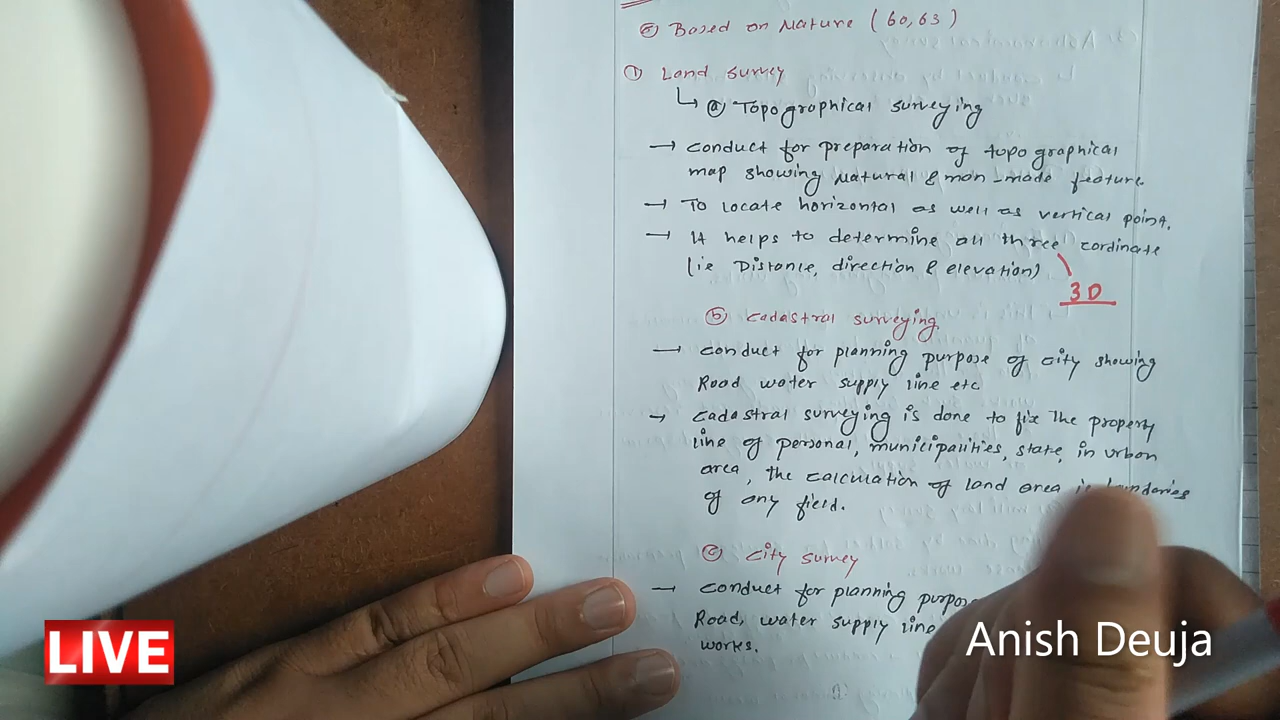 Based on Nature (60,63)
① Land survey
ⓐ Topographical surveying
→ conduct for preparation of topographical
map showing Natural & man-made feature.
→ To locate horizontal as well as vertical point.
→ It helps to determine all three cordinate
(ie Distance, direction & elevation)
3D
ⓑ cadastral surveying
→ conduct for planning purpose of city showing
Road water supply line etc
→ cadastral surveying is done to fix the property
line of personal, municipalities, state, in urban
area, the calculation of land area is boundaries
of any field.
ⓒ city survey
→ conduct for planning
Road, water supply line
works.
LIVE
Anish Deuja